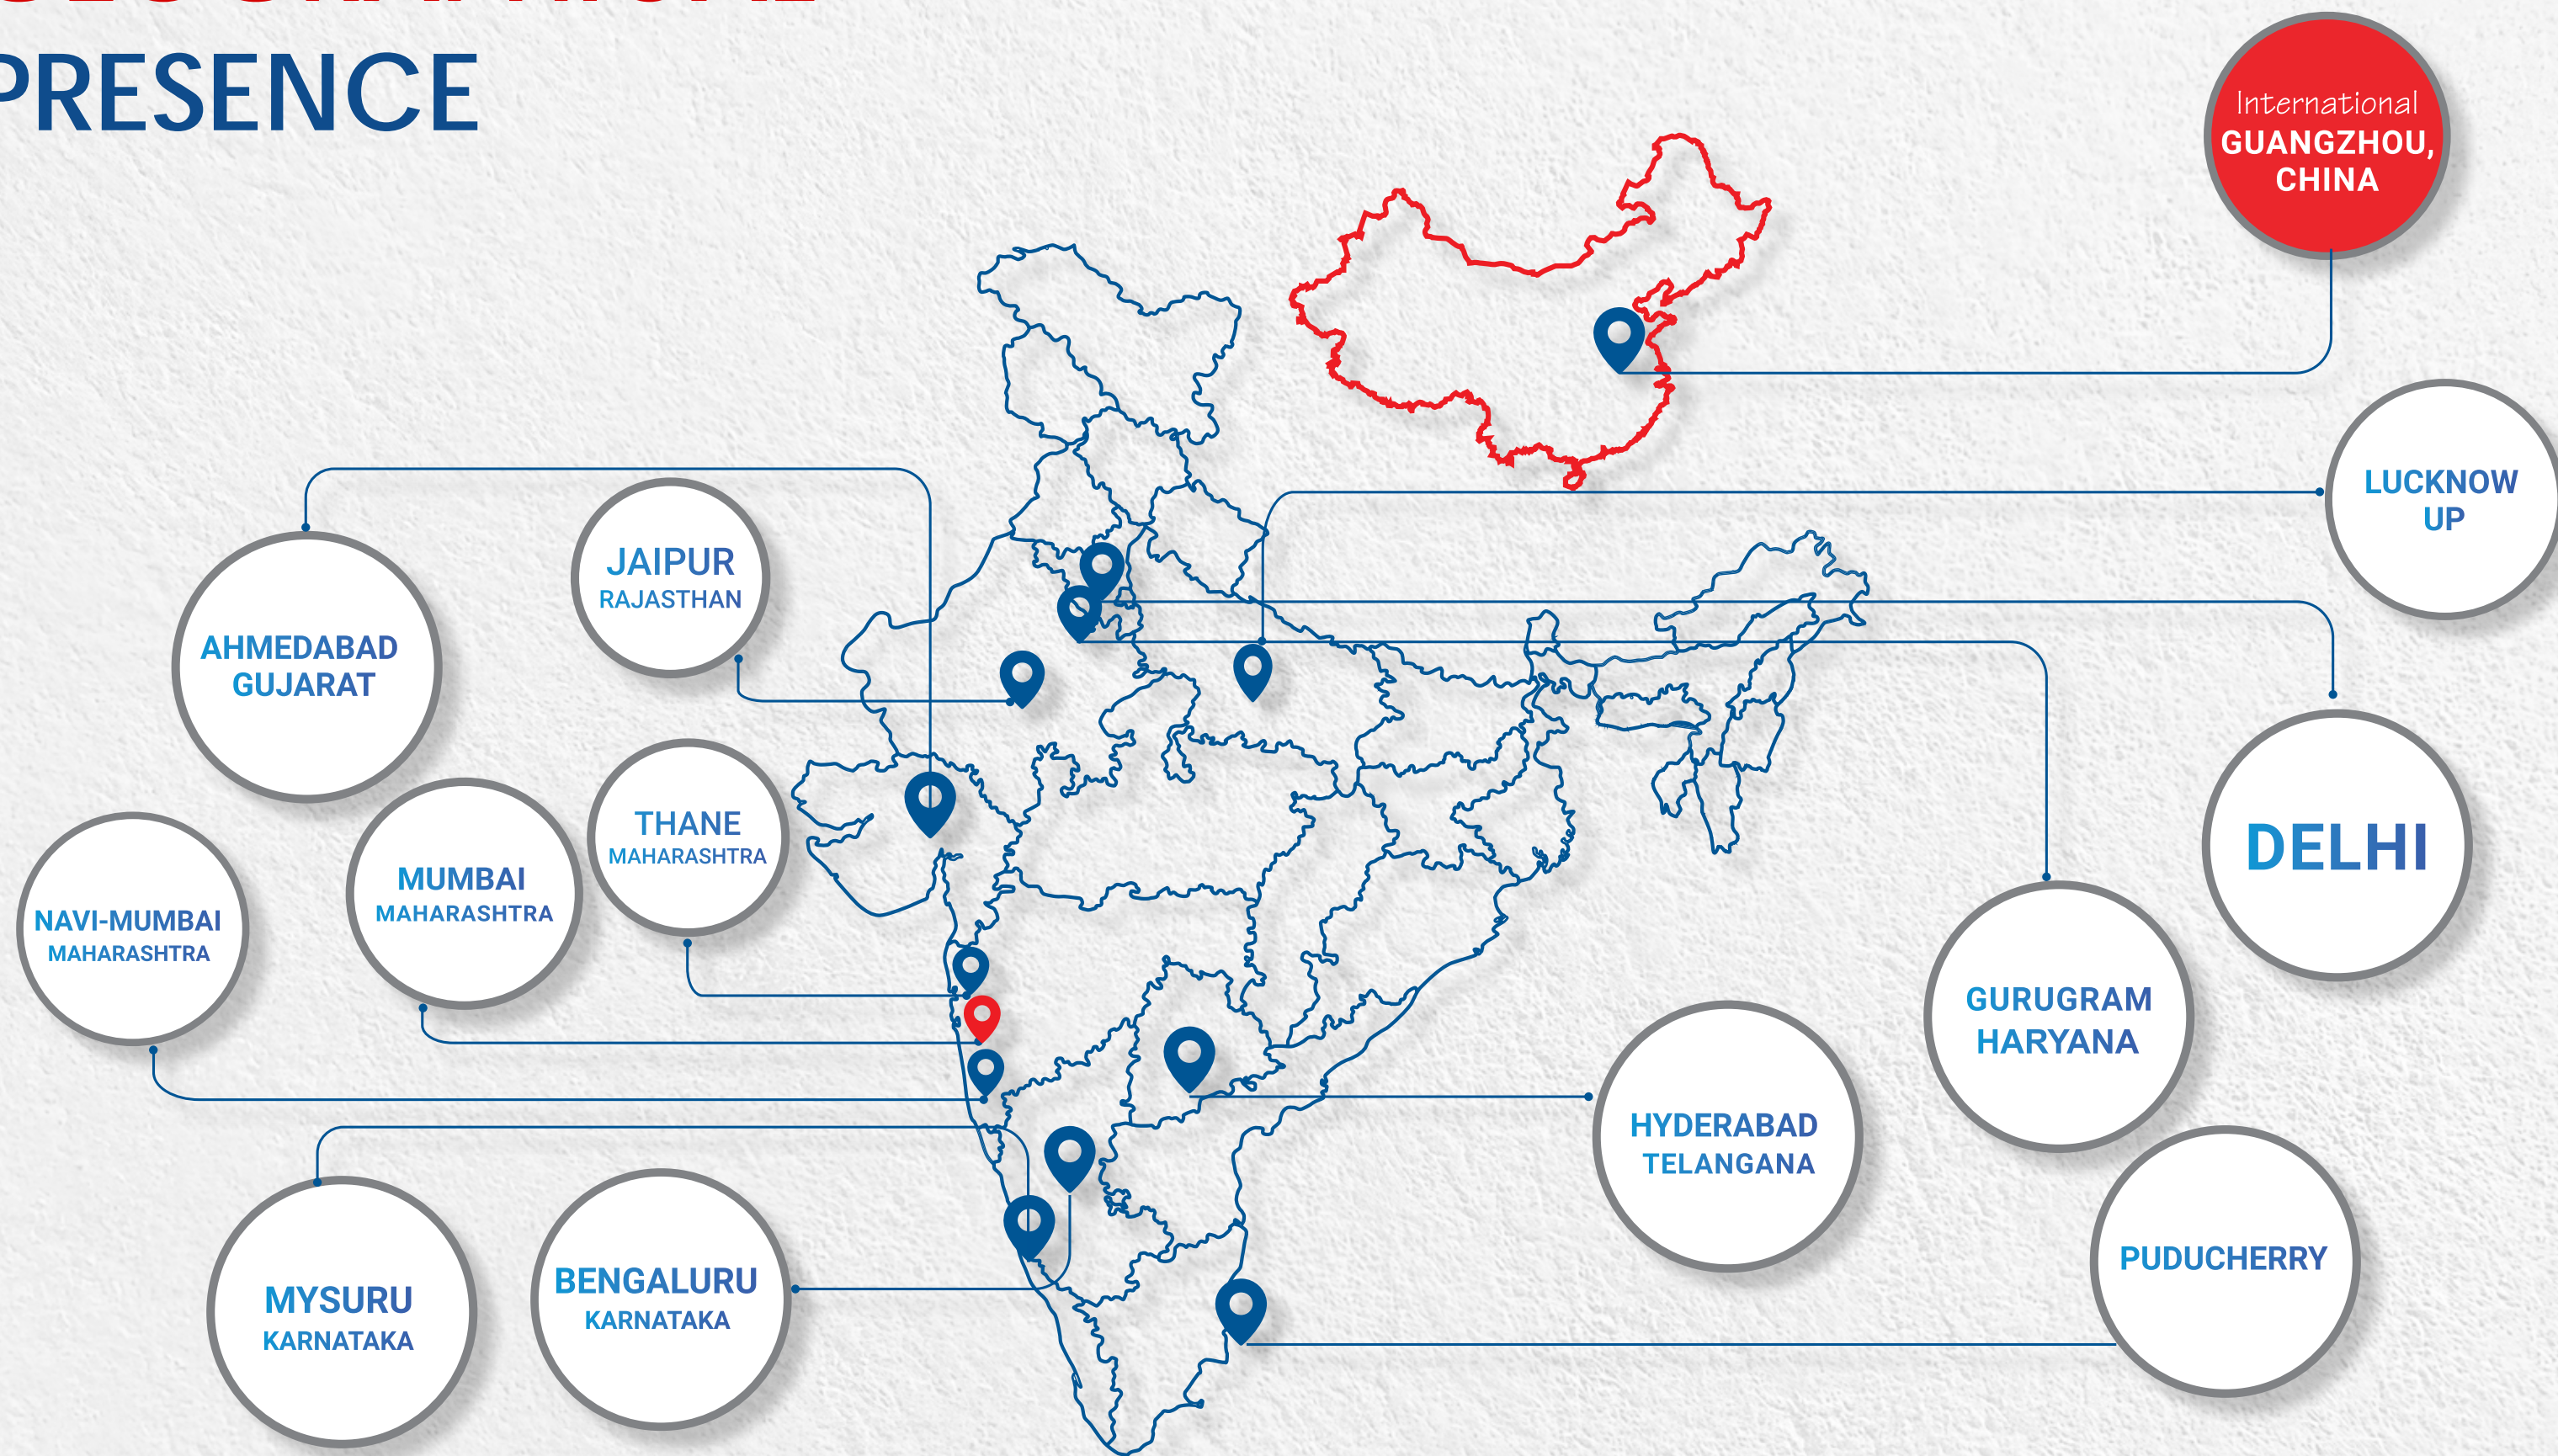 PRESENCE
International
GUANGZHOU,
CHINA
LUCKNOW
UP
JAIPUR
RAJASTHAN
AHMEDABAD
GUJARAT
THANE
MAHARASHTRA
MUMBAI
MAHARASHTRA
NAVI-MUMBAI
MAHARASHTRA
DELHI
GURUGRAM
HARYANA
HYDERABAD
TELANGANA
PUDUCHERRY
MYSURU
KARNATAKA
BENGALURU
KARNATAKA